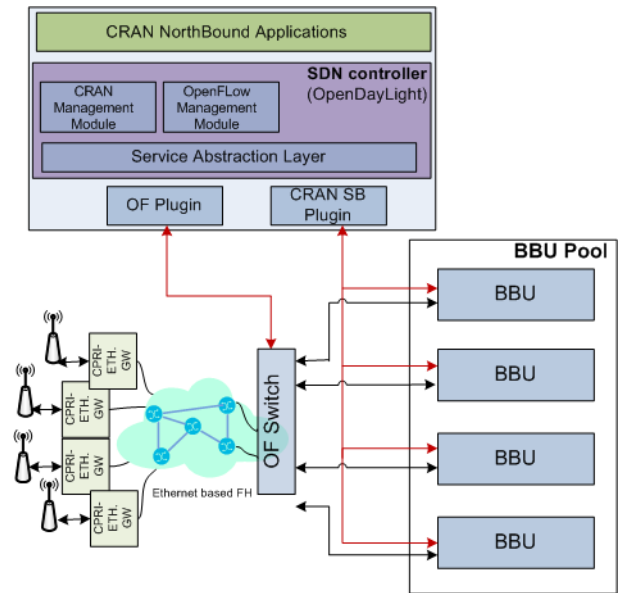 CRAN NorthBound Applications
SDN controller
(OpenDayLight)
CRAN
Management
Module
OpenFLow
Management
Module
Service Abstraction Layer
OF Plugin
CRAN SB
Plugin
BBU Pool
BBU
BBU
BBU
BBU
CPRI-
ETH.
GW
CPRI-
ETH.
GW
CPRI-
ETH.
GW
CPRI-
ETH.
GW
OF Switch
Ethernet based FH